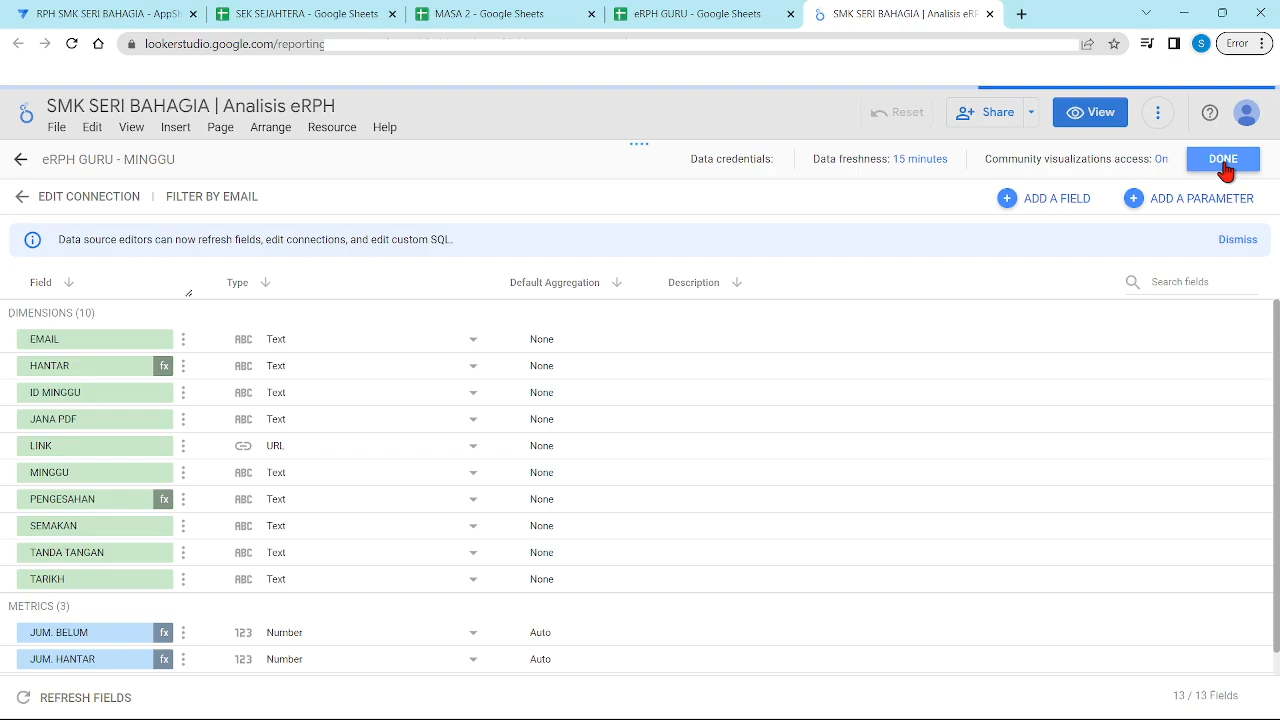 RPH SMK SERI BAHAGIA - AppSh
SEK SEJAHTERA - Google Sheets
MASA 2 - Google Sheets
eRPH GURU - Google Sheets
SMK SERI BAHAGIA | Analisis eRP
lookerstudio.google.com/reporting
S
Error
SMK SERI BAHAGIA | Analisis eRPH
Reset
Share
View
File Edit View Insert Page Arrange Resource Help
eRPH GURU - MINGGU
Data credentials:
Data freshness: 15 minutes
Community visualizations access: On
DONE
EDIT CONNECTION | FILTER BY EMAIL
ADD A FIELD
ADD A PARAMETER
Data source editors can now refresh fields, edit connections, and edit custom SQL.
Dismiss
Field Type Default Aggregation Description Search fields
DIMENSIONS (10)
EMAIL ABC Text None
HANTAR fx ABC Text None
ID MINGGU ABC Text None
JANA PDF ABC Text None
LINK URL None
MINGGU ABC Text None
PENGESAHAN fx ABC Text None
SEMAKAN ABC Text None
TANDA TANGAN ABC Text None
TARIKH ABC Text None
METRICS (3)
JUM. BELUM fx 123 Number Auto
JUM. HANTAR fx 123 Number Auto
REFRESH FIELDS
13 / 13 Fields